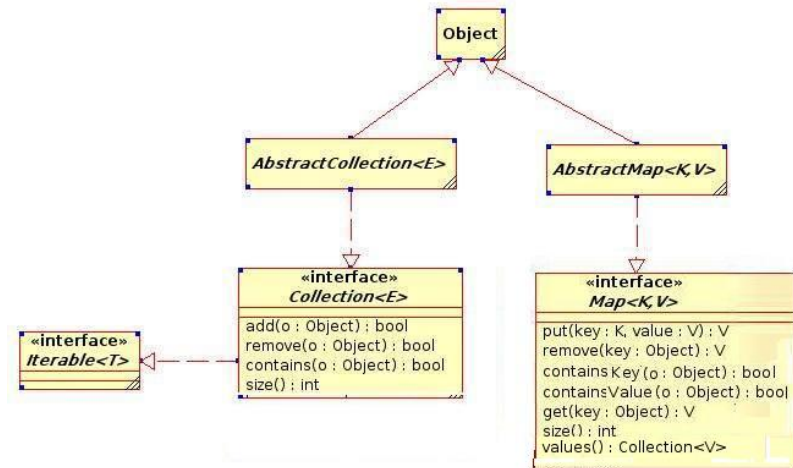 Object
AbstractCollection<E>
AbstractMap<K,V>
«interface»
Collection<E>
add(o : Object) : bool
remove(o : Object) : bool
contains(o : Object) : bool
size() : int
«interface»
Map<K,V>
put(key : K, value : V) : V
remove(key : Object) : V
containsKey(o : Object) : bool
containsValue(o : Object) : bool
get(key : Object) : V
size() : int
values() : Collection<V>
«interface»
Iterable<T>